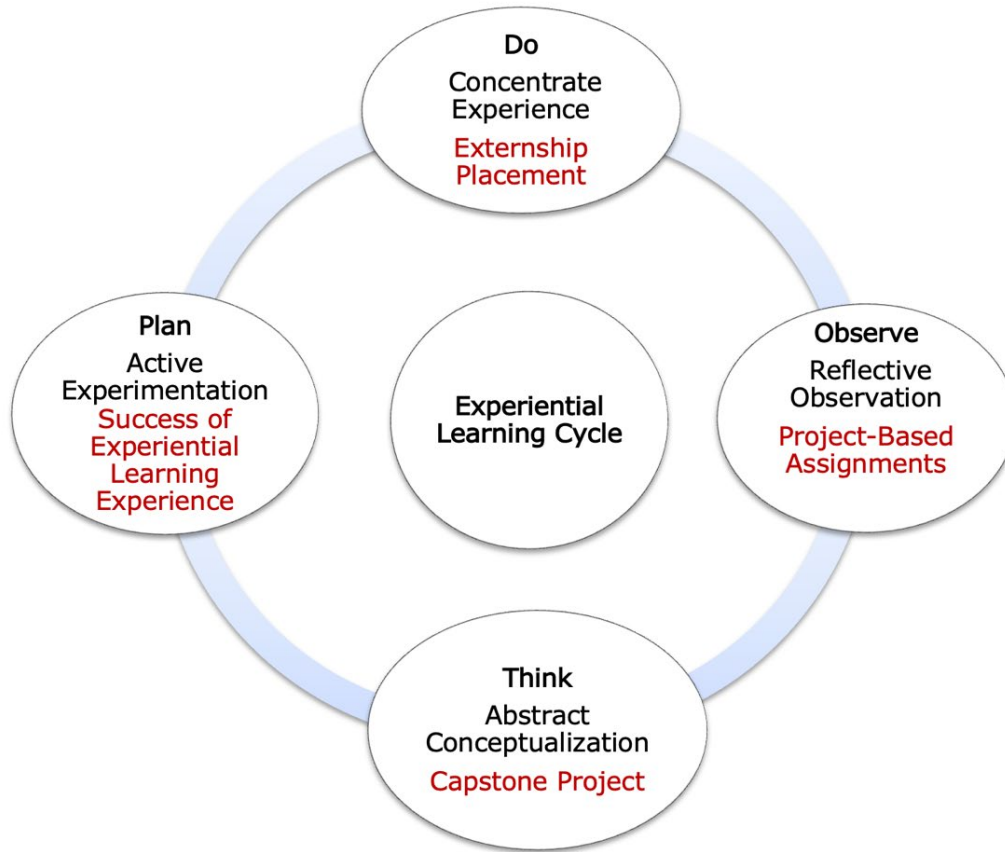 Do
Concentrate
Experience
Externship
Placement
Plan
Active
Experimentation
Success of
Experiential
Learning
Experience
Experiential
Learning Cycle
Observe
Reflective
Observation
Project-Based
Assignments
Think
Abstract
Conceptualization
Capstone Project